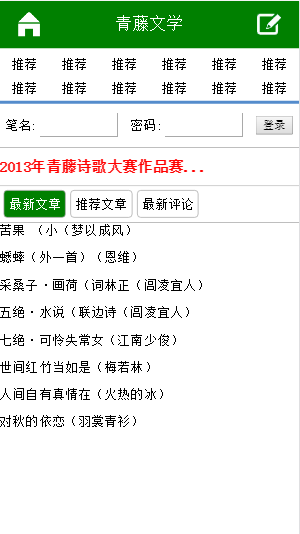 青藤文学
推荐 推荐 推荐 推荐 推荐 推荐
推荐 推荐 推荐 推荐 推荐 推荐
笔名: 密码: 登录
2013年青藤诗歌大赛作品赛...
最新文章 推荐文章 最新评论
苦果 (小(梦以成风)
蟋蟀(外一首)(恩维)
采桑子·画荷(词林正(闾凌宜人)
五绝·水说(联边诗(闾凌宜人)
七绝·可怜失常女(江南少俊)
世间红竹当如是(梅若林)
人间自有真情在(火热的冰)
对秋的依恋(羽裳青衫)